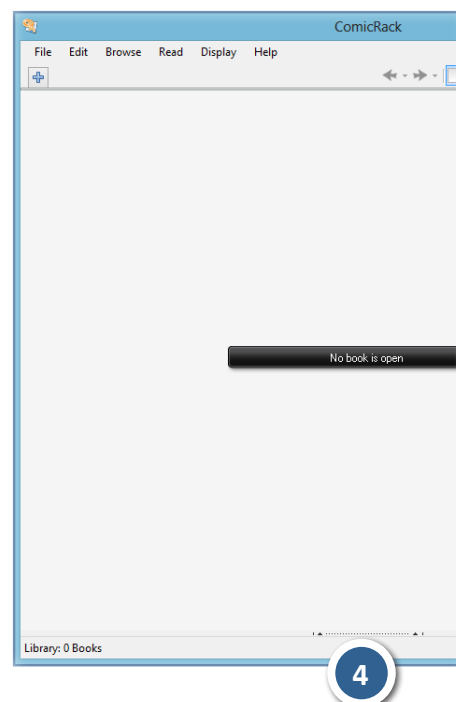 ComicRack
File Edit Browse Read Display Help
No book is open
Library: 0 Books
4